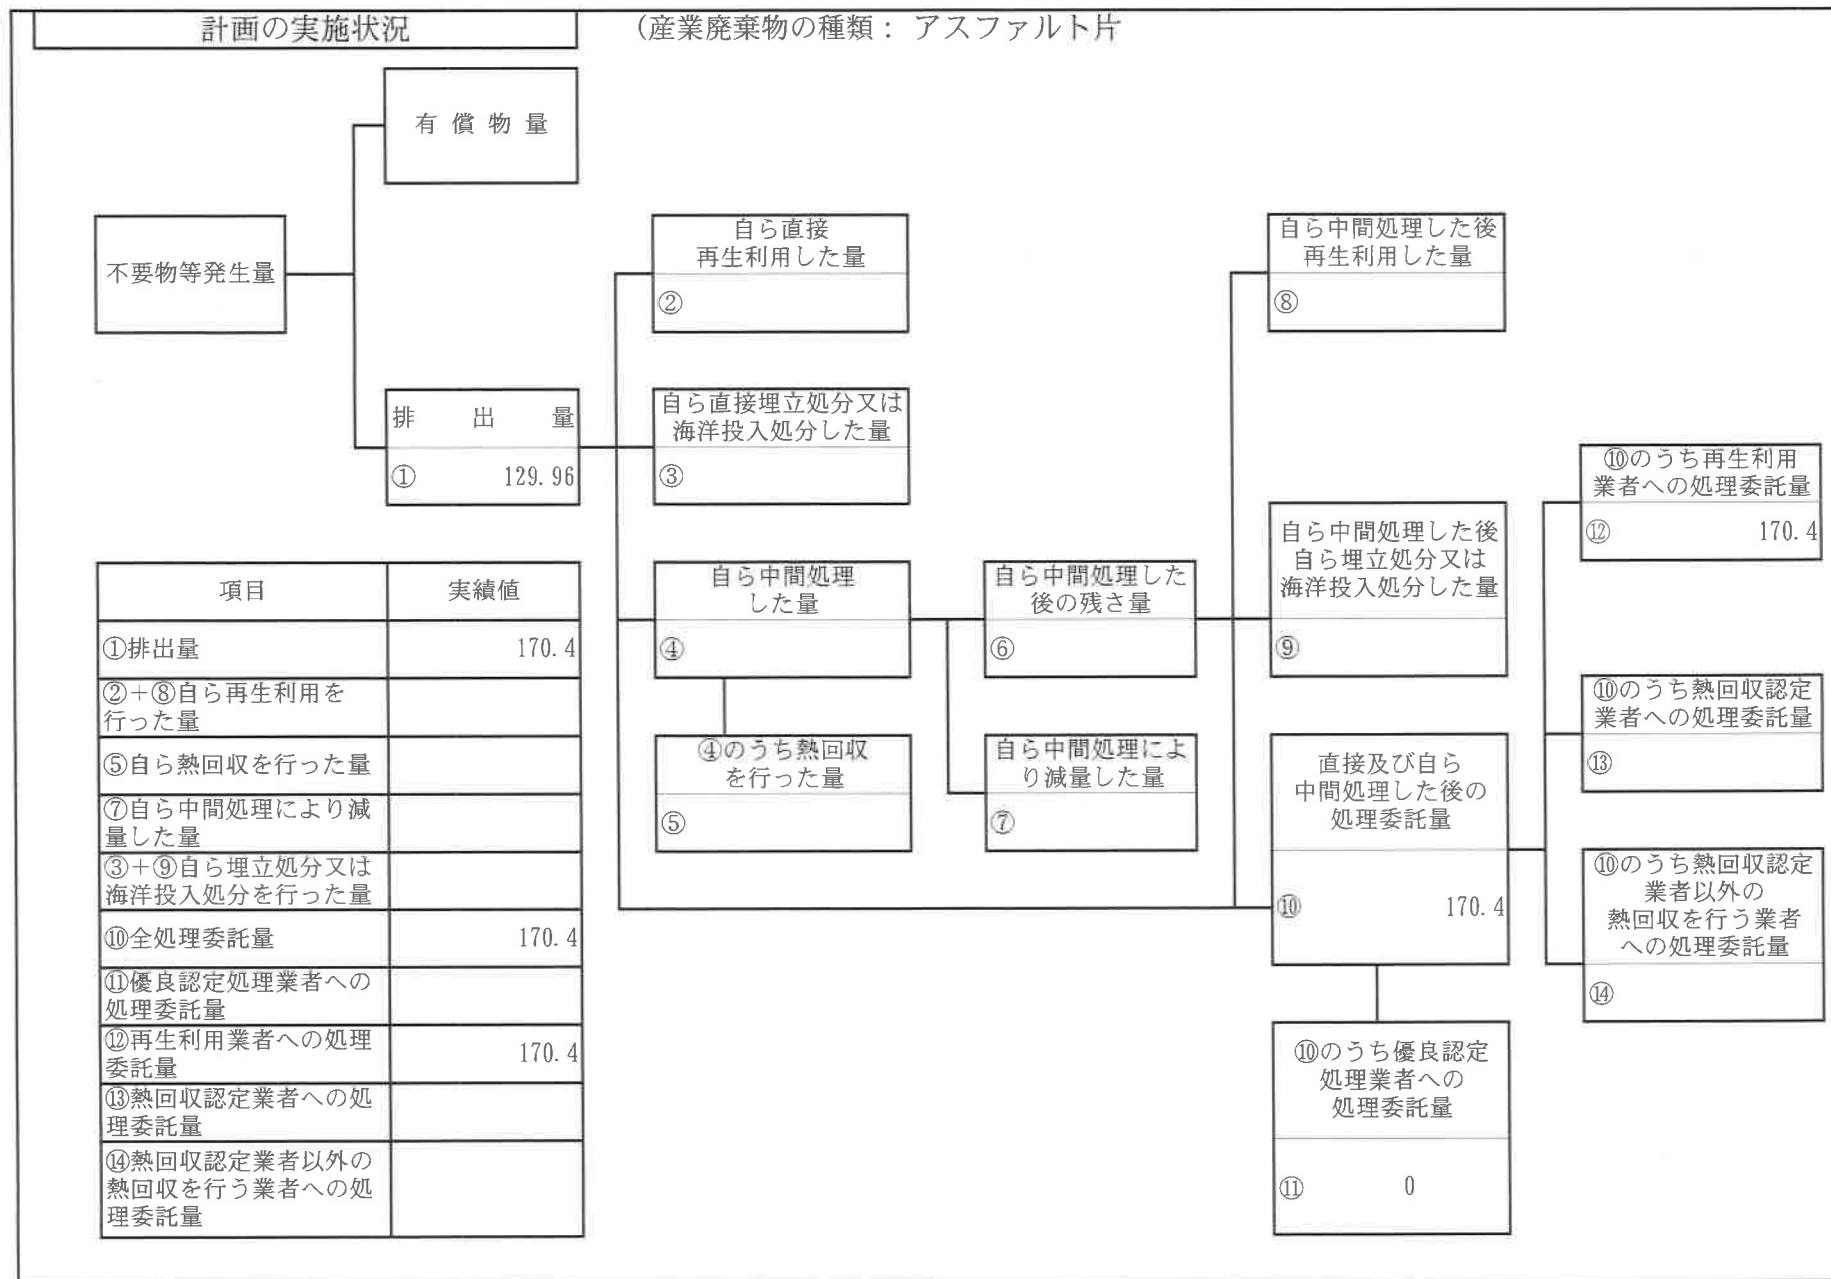 計画の実施状況
(産業廃棄物の種類： アスファルト片
有 償 物 量
不要物等発生量
排 出 量
① 129.96
自ら直接
再生利用した量
②
自ら直接埋立処分又は
海洋投入処分した量
③
自ら中間処理
した量
④
④のうち熱回収
を行った量
⑤
自ら中間処理した
後の残さ量
⑥
自ら中間処理によ
り減量した量
⑦
自ら中間処理した後
再生利用した量
⑧
自ら中間処理した後
自ら埋立処分又は
海洋投入処分した量
⑨
直接及び自ら
中間処理した後の
処理委託量
⑩ 170.4
⑩のうち優良認定
処理業者への
処理委託量
⑪ 0
⑩のうち再生利用
業者への処理委託量
⑫ 170.4
⑩のうち熱回収認定
業者への処理委託量
⑬
⑩のうち熱回収認定
業者以外の
熱回収を行う業者
への処理委託量
⑭
項目 実績値
①排出量 170.4
②＋⑧自ら再生利用を
行った量
⑤自ら熱回収を行った量
⑦自ら中間処理により減
量した量
③＋⑨自ら埋立処分又は
海洋投入処分を行った量
⑩全処理委託量 170.4
⑪優良認定処理業者への
処理委託量
⑫再生利用業者への処理
委託量 170.4
⑬熱回収認定業者への処
理委託量
⑭熱回収認定業者以外の
熱回収を行う業者への処
理委託量